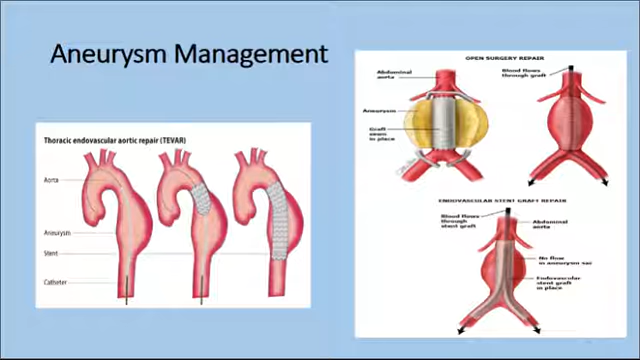 Aneurysm Management
Thoracic endovascular aortic repair (TEVAR)
Aorta
Aneurysm
Stent
Catheter
OPEN SURGERY REPAIR
Abdominal
aorta
Blood flows
through graft
Aneurysm
Graft
sewn
in place
ENDOVASCULAR STENT GRAFT REPAIR
Blood flows
through
stent graft
Abdominal
aorta
No flow
in aneurysm sac
Endovascular
stent graft
in place